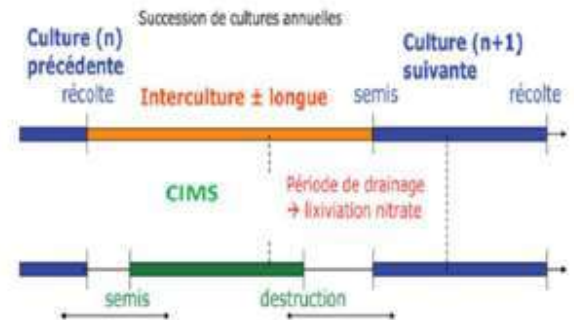 Succession de cultures annuelles
Culture (n)
précédente
Culture (n+1)
suivante
récolte
Interculture ± longue
semis
récolte
CIMS
Période de drainage
→ lixiviation nitrate
semis
destruction